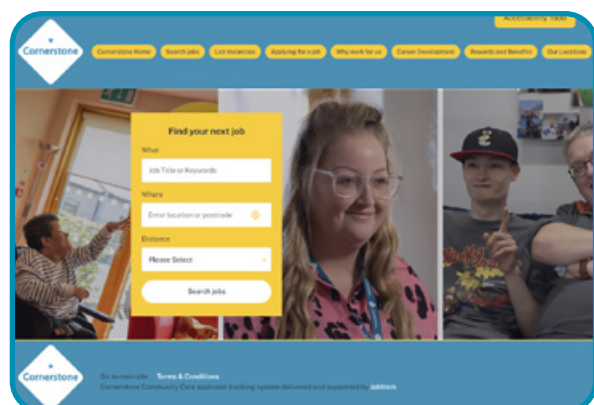 Accessibility Tools
Cornerstone
Cornerstone Home
Search jobs
List Vacancies
Applying for a job
Why work for us
Career Development
Rewards and Benefits
Our Locations
Find your next job
What
Job Title or Keywords
Where
Enter location or postcode
Distance
Please Select
Search jobs
Cornerstone
Go to main site Terms & Conditions
Cornerstone Community Care applicant tracking system delivered and supported by Jobtrain